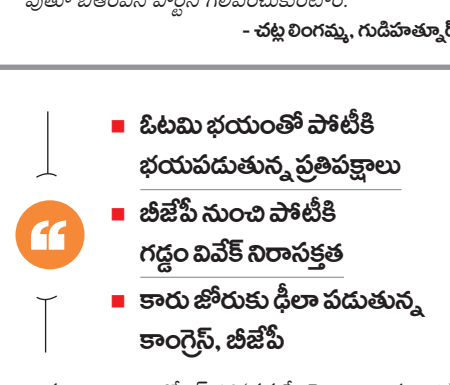 - చట్ల లింగమ్మ, గుడిహత్నూర్
ఓటమి భయంతో పోటీకి
భయపడుతున్న ప్రతిపక్షాలు
బీజేపీ నుంచి పోటీకి
గడ్డం వివేక్ నిరాసక్తత
కారు జోరుకు ఢీలా పడుతున్న
కాంగ్రెస్, బీజేపీ